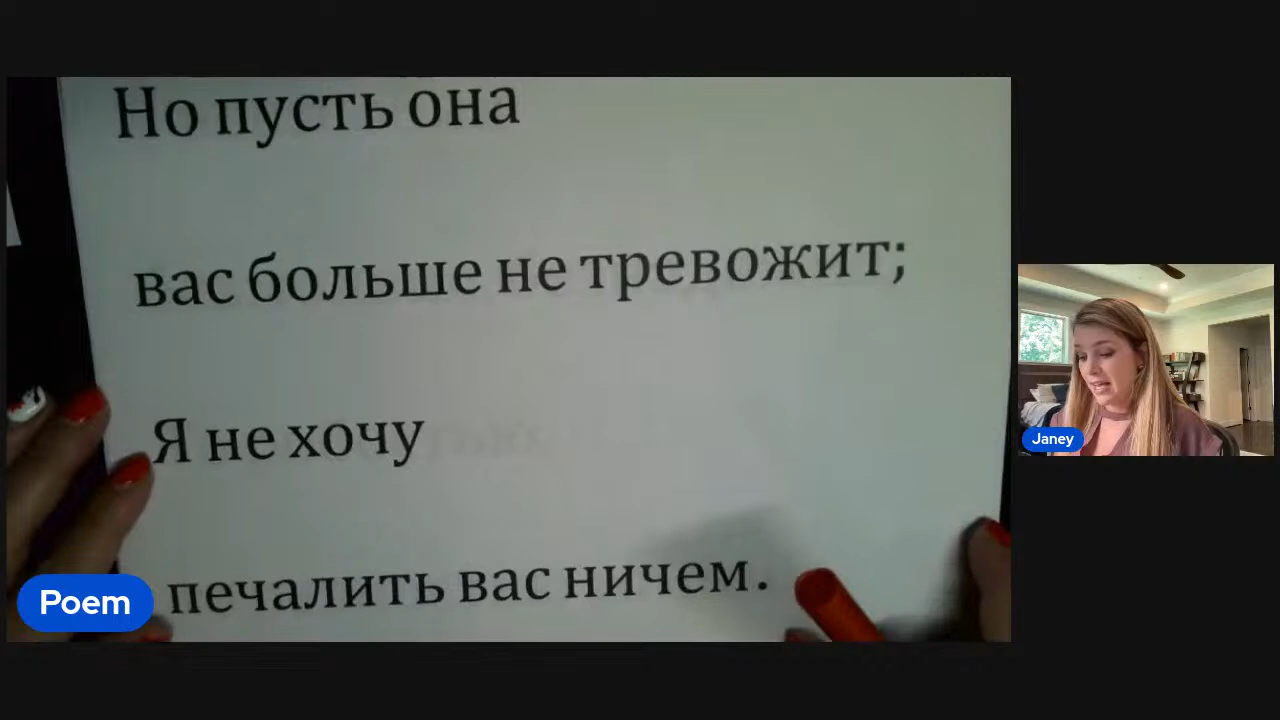 Но пусть она
вас больше не тревожит;
Я не хочу
печалить вас ничем.
Poem
Janey